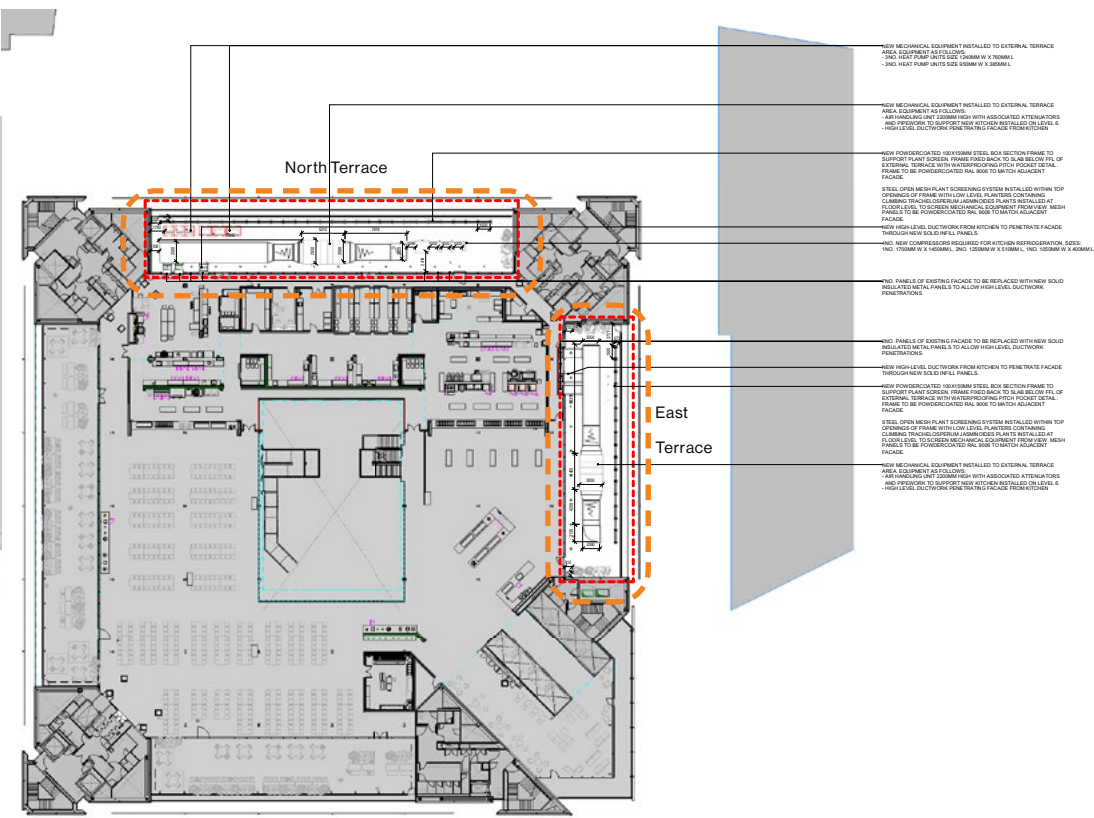 NEW MECHANICAL EQUIPMENT INSTALLED TO EXTERNAL TERRACE
AREA. EQUIPMENT AS FOLLOWS:
- 3NO. HEAT PUMP UNITS SIZE 1240MM W X 760MM L
- 3NO. HEAT PUMP UNITS SIZE 950MM W X 385MM L
NEW MECHANICAL EQUIPMENT INSTALLED TO EXTERNAL TERRACE
AREA. EQUIPMENT AS FOLLOWS:
- AIR HANDLING UNIT 2200MM HIGH WITH ASSOCIATED ATTENUATORS
AND PIPEWORK TO SUPPORT NEW KITCHEN INSTALLED ON LEVEL 6.
- HIGH LEVEL DUCTWORK PENETRATING FACADE FROM KITCHEN
North Terrace
NEW POWDERCOATED 100X150MM STEEL BOX SECTION FRAME TO
SUPPORT PLANT SCREEN. FRAME FIXED BACK TO SLAB BELOW FFL OF
EXTERNAL TERRACE WITH WATERPROOFING PITCH POCKET DETAIL.
FRAME TO BE POWDERCOATED RAL 9006 TO MATCH ADJACENT
FACADE.
STEEL OPEN MESH PLANT SCREENING SYSTEM INSTALLED WITHIN TOP
OPENINGS OF FRAME WITH LOW LEVEL PLANTERS CONTAINING
CLIMBING TRACHELOSPERUM JASMINOIDES PLANTS INSTALLED AT
FLOOR LEVEL TO SCREEN MECHANICAL EQUIPMENT FROM VIEW. MESH
PANELS TO BE POWDERCOATED RAL 9006 TO MATCH ADJACENT
FACADE.
NEW HIGH-LEVEL DUCTWORK FROM KITCHEN TO PENETRATE FACADE
THROUGH NEW SOLID INFILL PANELS.
4NO. NEW COMPRESSORS REQUIRED FOR KITCHEN REFRIGERATION, SIZES:
1NO. 1700MM W X 1450MM L, 2NO. 1250MM W X 510MM L, 1NO. 1050MM W X 400MM L
PANELS OF EXISTING FACADE TO BE REPLACED WITH NEW SOLID
INSULATED METAL PANELS TO ALLOW HIGH LEVEL DUCTWORK
PENETRATIONS.
PANELS OF EXISTING FACADE TO BE REPLACED WITH NEW SOLID
INSULATED METAL PANELS TO ALLOW HIGH LEVEL DUCTWORK
PENETRATIONS.
NEW HIGH-LEVEL DUCTWORK FROM KITCHEN TO PENETRATE FACADE
THROUGH NEW SOLID INFILL PANELS.
NEW POWDERCOATED 100X150MM STEEL BOX SECTION FRAME TO
SUPPORT PLANT SCREEN. FRAME FIXED BACK TO SLAB BELOW FFL OF
EXTERNAL TERRACE WITH WATERPROOFING PITCH POCKET DETAIL.
FRAME TO BE POWDERCOATED RAL 9006 TO MATCH ADJACENT
FACADE.
East
Terrace
STEEL OPEN MESH PLANT SCREENING SYSTEM INSTALLED WITHIN TOP
OPENINGS OF FRAME WITH LOW LEVEL PLANTERS CONTAINING
CLIMBING TRACHELOSPERUM JASMINOIDES PLANTS INSTALLED AT
FLOOR LEVEL TO SCREEN MECHANICAL EQUIPMENT FROM VIEW. MESH
PANELS TO BE POWDERCOATED RAL 9006 TO MATCH ADJACENT
FACADE.
NEW MECHANICAL EQUIPMENT INSTALLED TO EXTERNAL TERRACE
AREA. EQUIPMENT AS FOLLOWS:
- AIR HANDLING UNIT 2200MM HIGH WITH ASSOCIATED ATTENUATORS
AND PIPEWORK TO SUPPORT NEW KITCHEN INSTALLED ON LEVEL 6.
- HIGH LEVEL DUCTWORK PENETRATING FACADE FROM KITCHEN